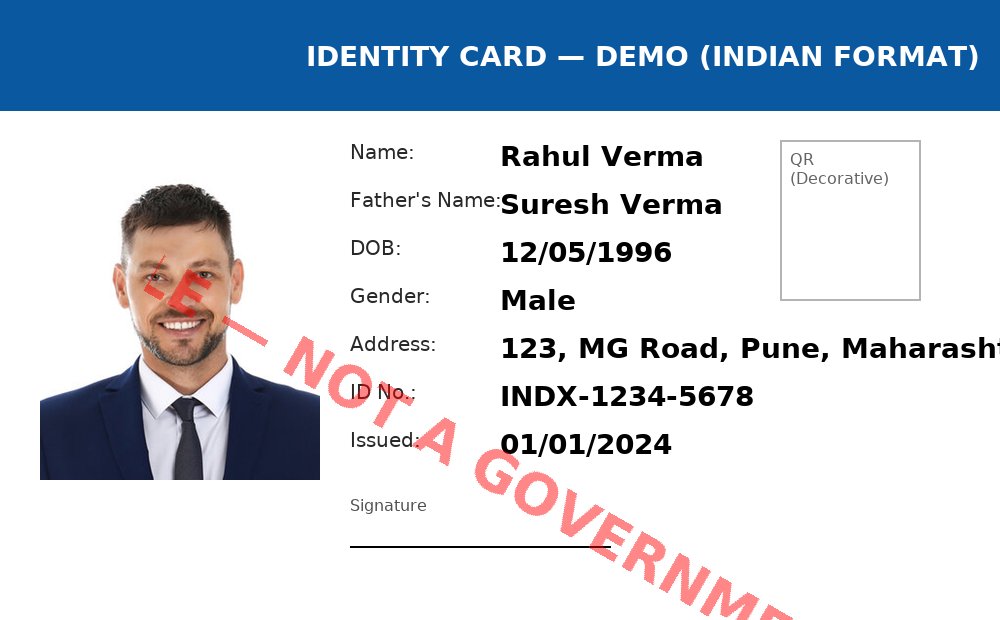 IDENTITY CARD — DEMO (INDIAN FORMAT)
Name: Rahul Verma
Father's Name: Suresh Verma
DOB: 12/05/1996
Gender: Male
Address: 123, MG Road, Pune, Maharasht
ID No.: INDX-1234-5678
Issued: 01/01/2024
Signature
QR
(Decorative)
LE — NOT A GOVERNME